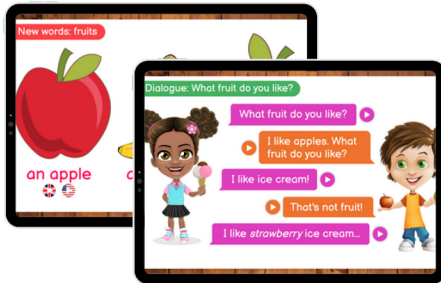 New words: fruits
an apple
Dialogue: What fruit do you like?
What fruit do you like?
I like apples. What
fruit do you like?
I like ice cream!
That's not fruit!
I like strawberry ice cream...